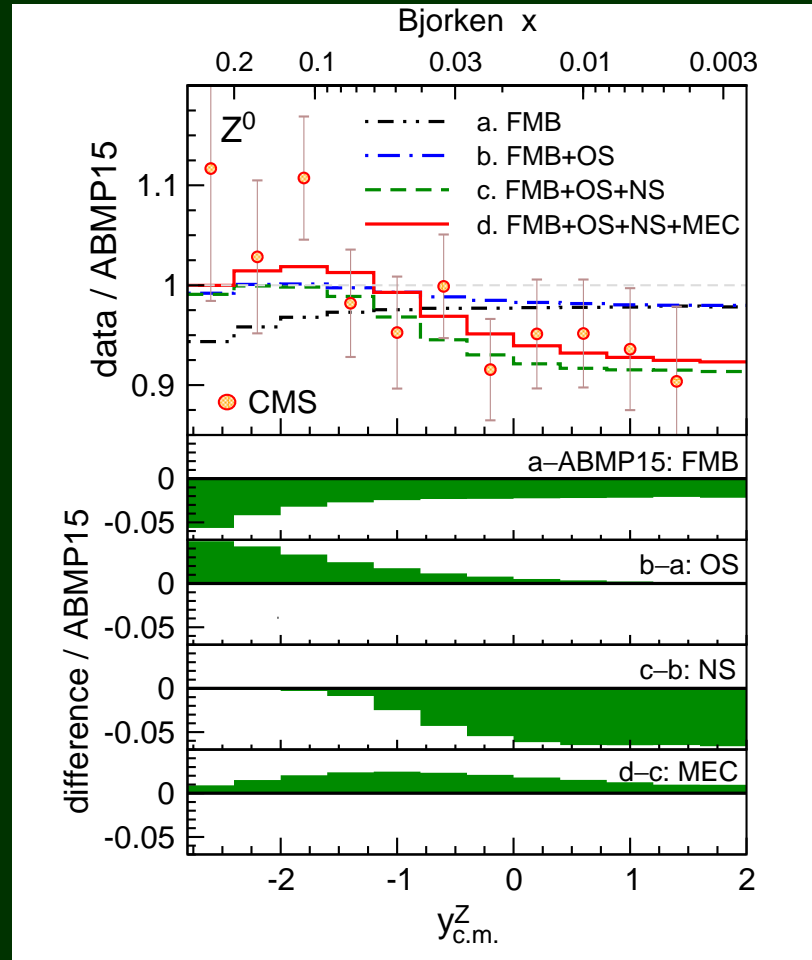 Bjorken x
0.2 0.1 0.03 0.01 0.003
Z⁰
a. FMB
b. FMB+OS
c. FMB+OS+NS
d. FMB+OS+NS+MEC
1.1
1
0.9
data / ABMP15
CMS
a–ABMP15: FMB
0
-0.05
b–a: OS
0
-0.05
c–b: NS
0
-0.05
d–c: MEC
0
-0.05
difference / ABMP15
-2 -1 0 1 2
y^Z_c.m.